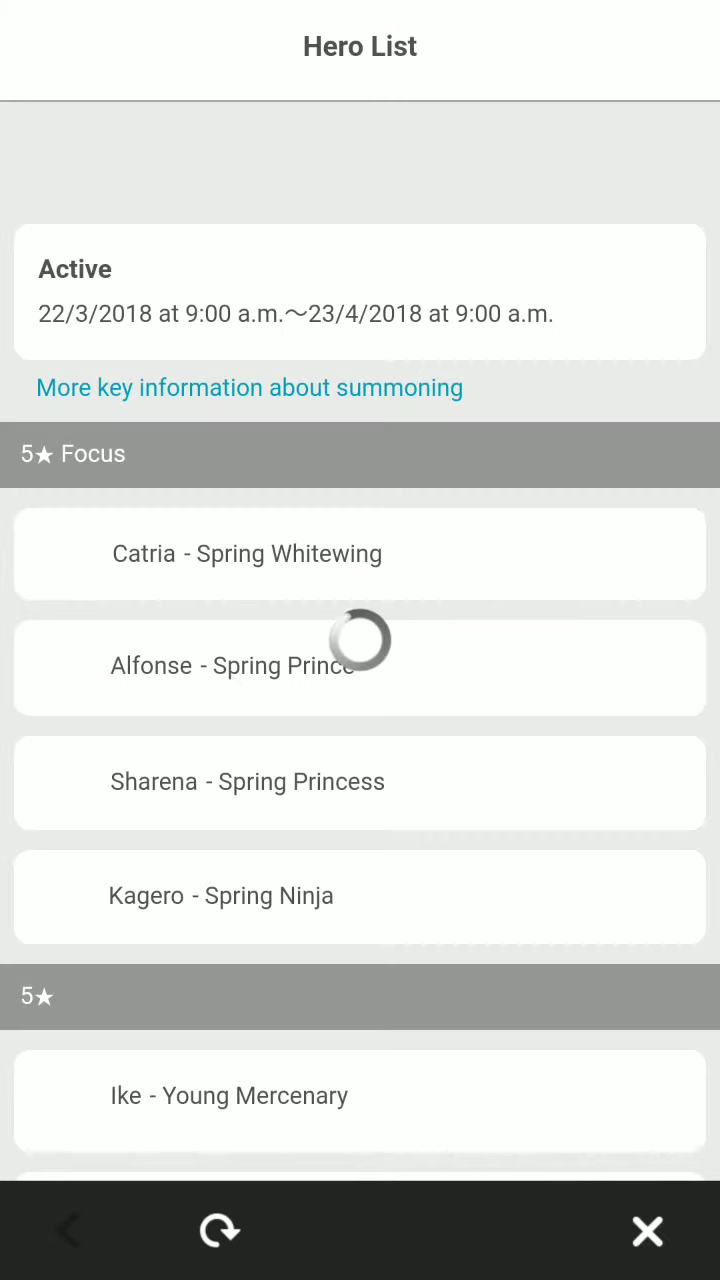 Hero List
Active
22/3/2018 at 9:00 a.m.～23/4/2018 at 9:00 a.m.
More key information about summoning
5★ Focus
Catria - Spring Whitewing
Alfonse - Spring Prince
Sharena - Spring Princess
Kagero - Spring Ninja
5★
Ike - Young Mercenary